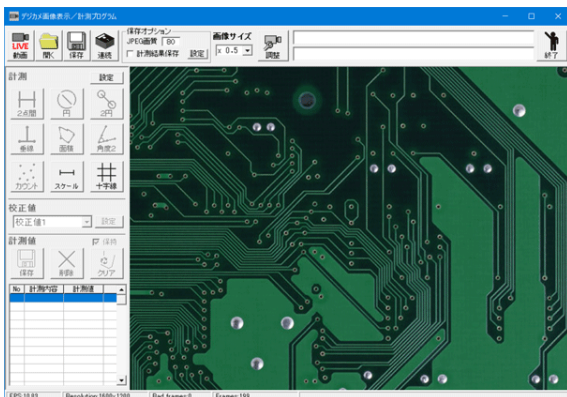 デジカメ画像表示／計測プログラム
LIVE
動画
開く
保存
連続
保存オプション
JPEG画質 80
計測結果保存 設定
画像サイズ
x 0.5
調整
終了
計測 設定
2点間 円 2円
垂線 面積 角度2
カウント スケール 十字線
校正値
校正値1 設定
計測値 保持
保存 削除 クリア
No 計測内容 計測値
FPS:10.83 Resolution:1600×1200 Bad frames:0 Frames:199